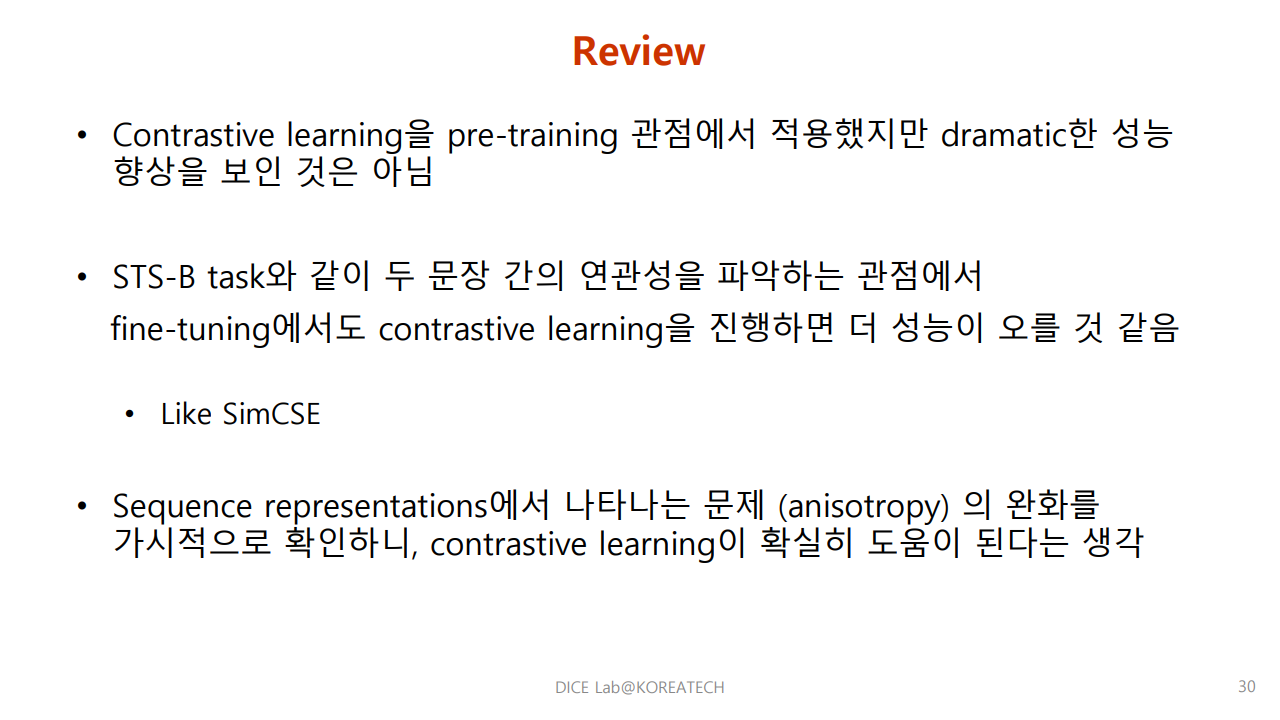 Review
• Contrastive learning을 pre-training 관점에서 적용했지만 dramatic한 성능
향상을 보인 것은 아님
• STS-B task와 같이 두 문장 간의 연관성을 파악하는 관점에서
fine-tuning에서도 contrastive learning을 진행하면 더 성능이 오를 것 같음
• Like SimCSE
• Sequence representations에서 나타나는 문제 (anisotropy) 의 완화를
가시적으로 확인하니, contrastive learning이 확실히 도움이 된다는 생각
DICE Lab@KOREATECH
30